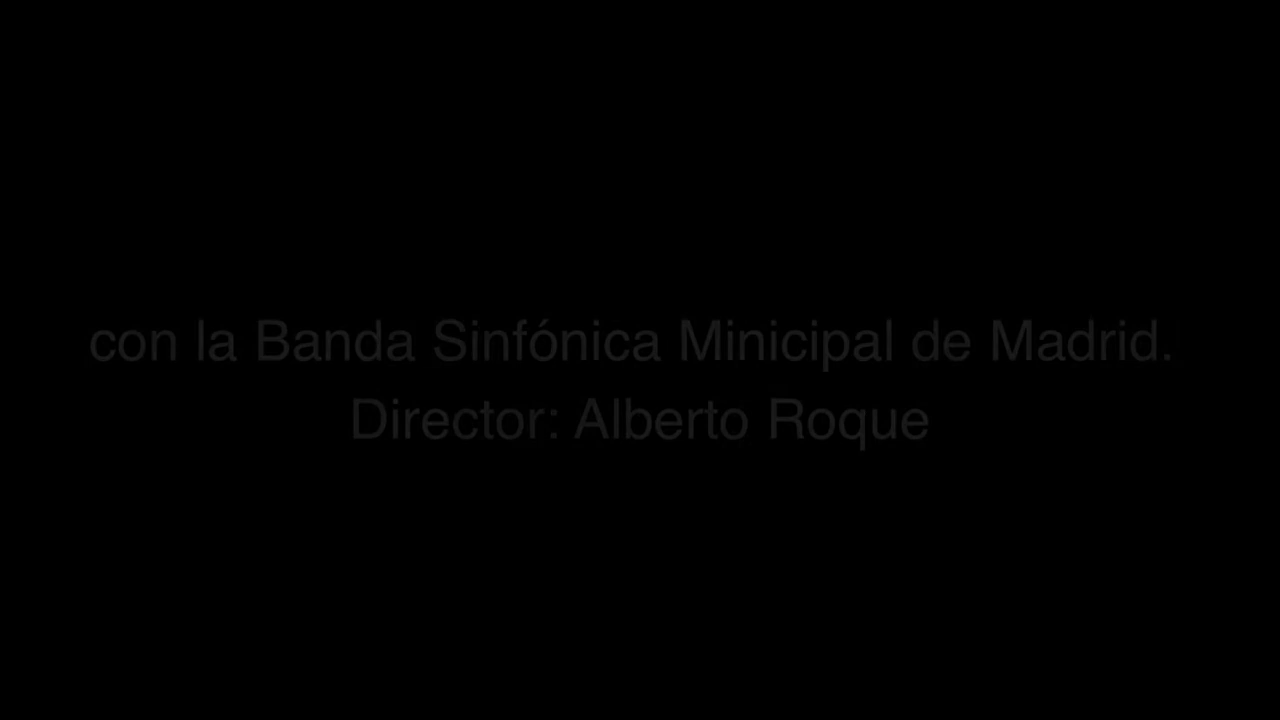 con la Banda Sinfónica Minicipal de Madrid.
Director: Alberto Roque